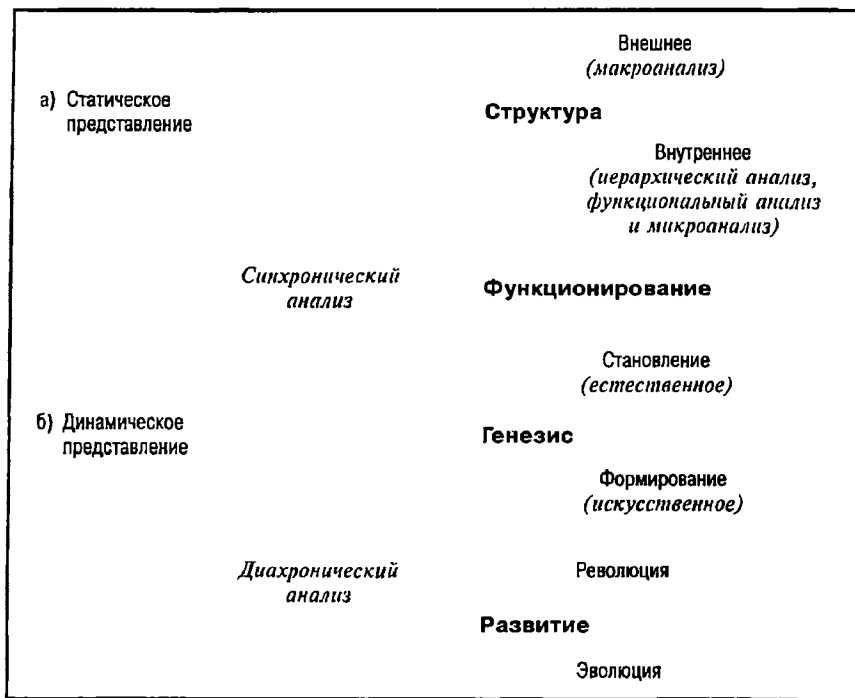 Внешнее
(макроанализ)
а) Статическое
представление
Структура
Внутреннее
(иерархический анализ,
функциональный анализ
и микроанализ)
Синхронический
анализ
Функционирование
Становление
(естественное)
б) Динамическое
представление
Генезис
Формирование
(искусственное)
Диахронический
анализ
Революция
Развитие
Эволюция